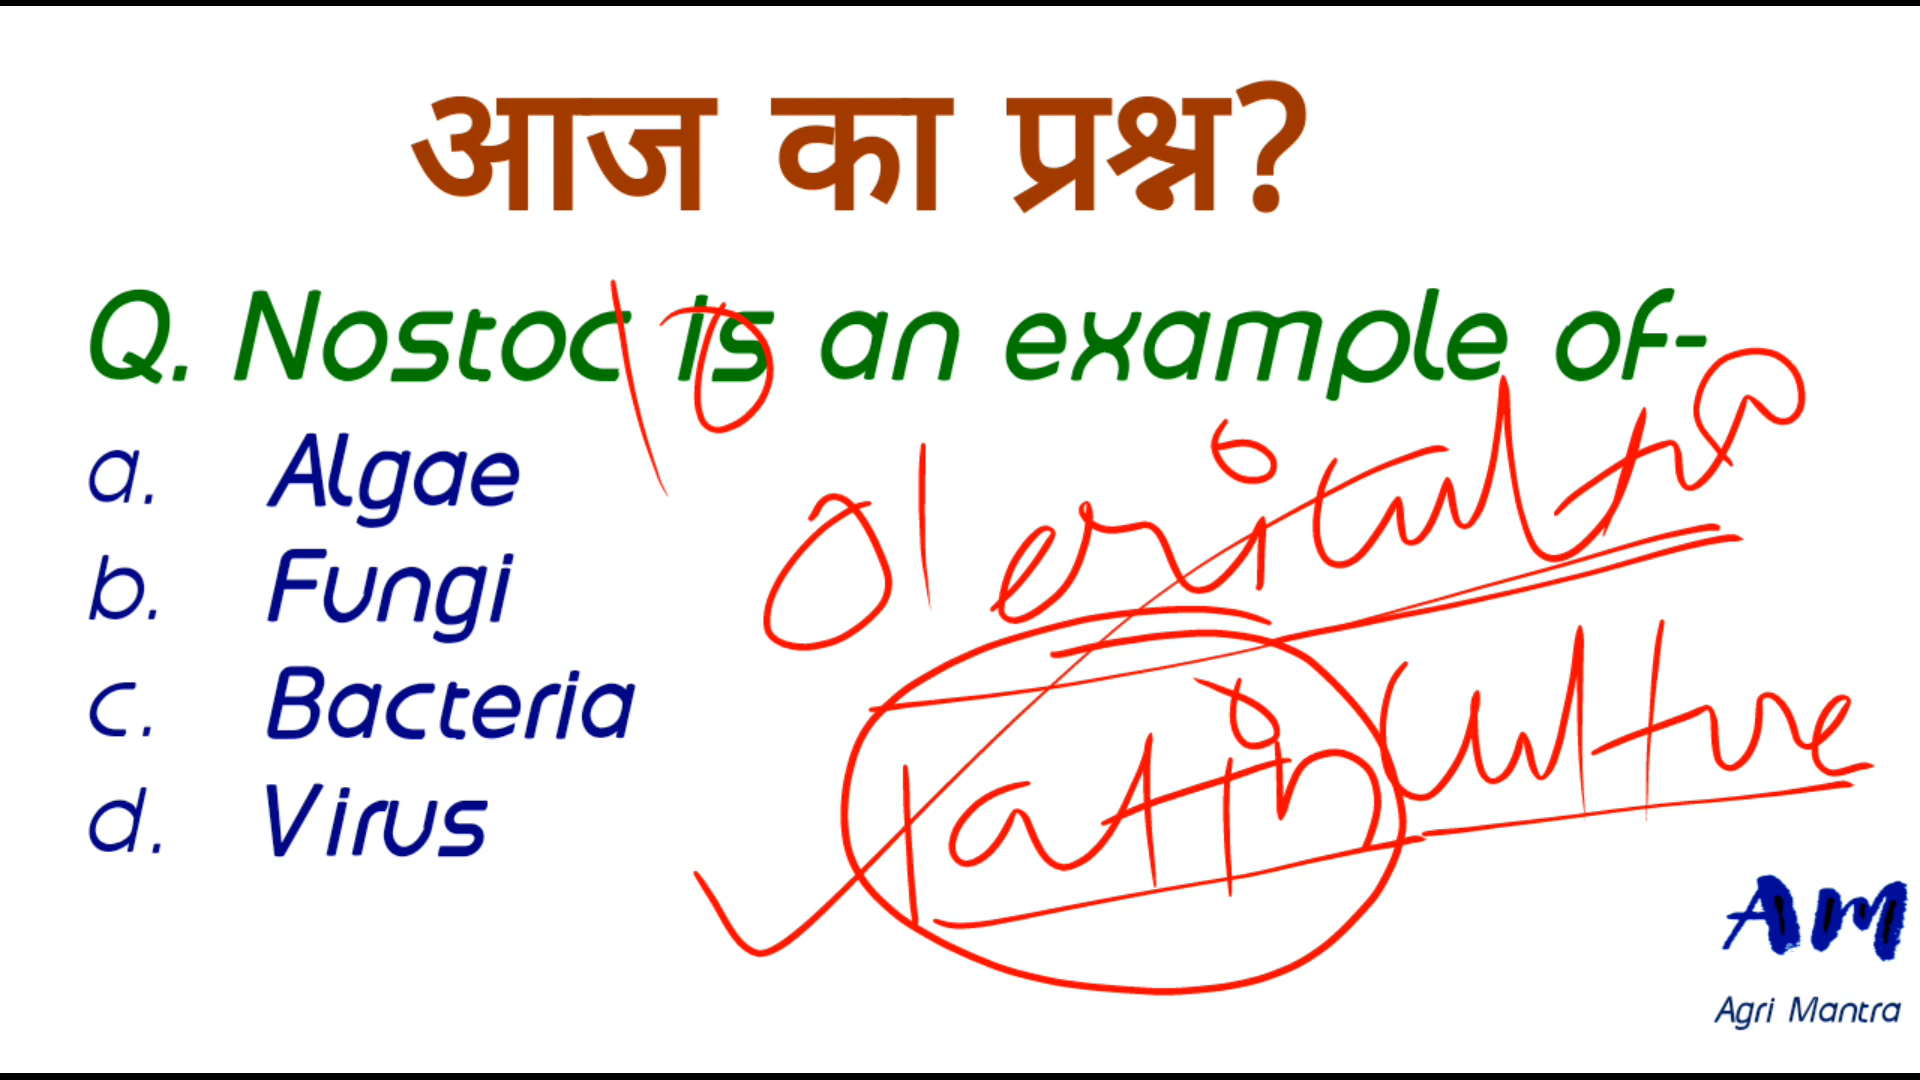 आज का प्रश्न?
Q. Nostoc is an example of-
a. Algae
b. Fungi
c. Bacteria
d. Virus
Olericulture
culture
AM
Agri Mantra